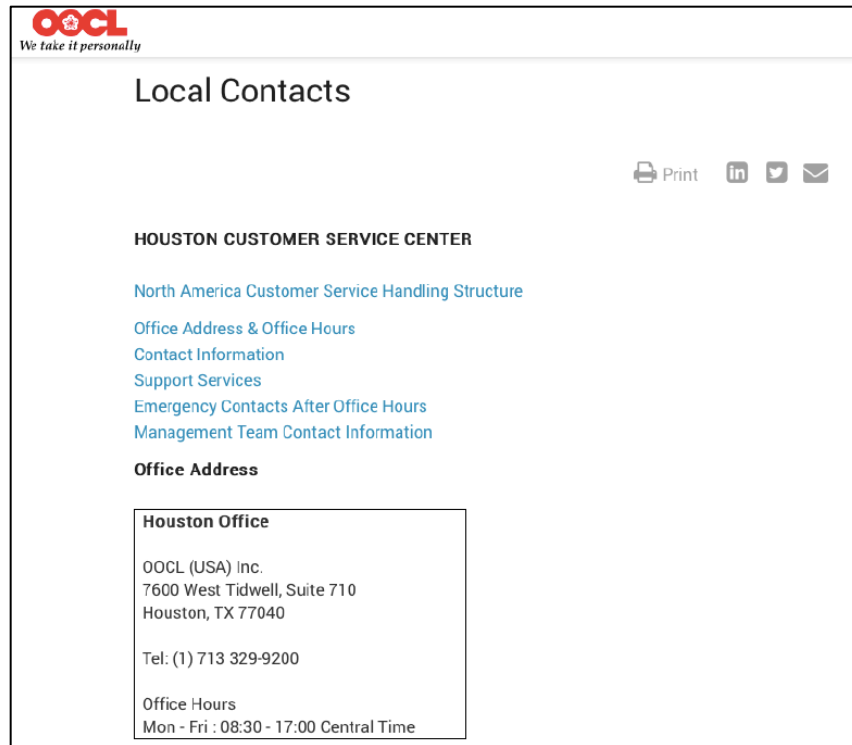 OOCL
We take it personally
Local Contacts
Print
HOUSTON CUSTOMER SERVICE CENTER
North America Customer Service Handling Structure
Office Address & Office Hours
Contact Information
Support Services
Emergency Contacts After Office Hours
Management Team Contact Information
Office Address
Houston Office
OOCL (USA) Inc.
7600 West Tidwell, Suite 710
Houston, TX 77040
Tel: (1) 713 329-9200
Office Hours
Mon - Fri : 08:30 - 17:00 Central Time